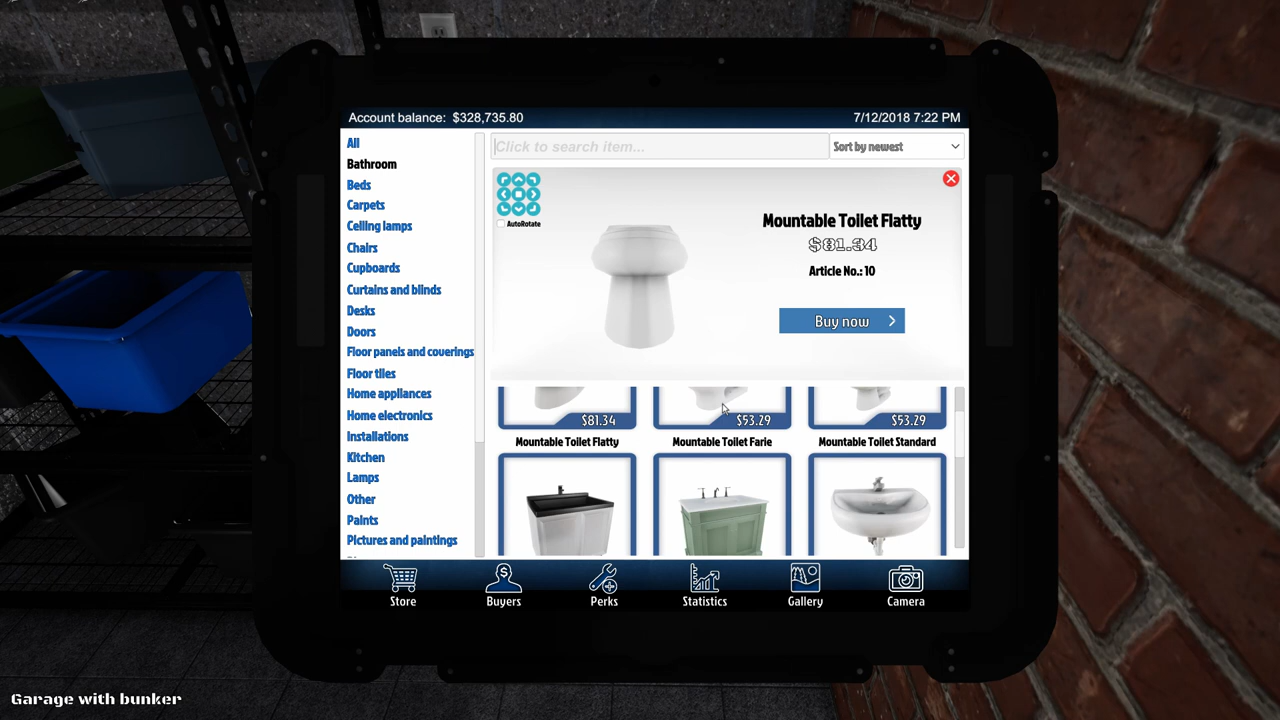 Account balance: $328,735.80
7/12/2018 7:22 PM
All
Bathroom
Beds
Carpets
Ceiling lamps
Chairs
Cupboards
Curtains and blinds
Desks
Doors
Floor panels and coverings
Floor tiles
Home appliances
Home electronics
Installations
Kitchen
Lamps
Other
Paints
Pictures and paintings
Click to search item...
Sort by newest
AutoRotate
Mountable Toilet Flatty
$81.34
Article No.: 10
Buy now
$81.34
$53.29
$53.29
Mountable Toilet Flatty
Mountable Toilet Farie
Mountable Toilet Standard
Store
Buyers
Perks
Statistics
Gallery
Camera
Garage with bunker